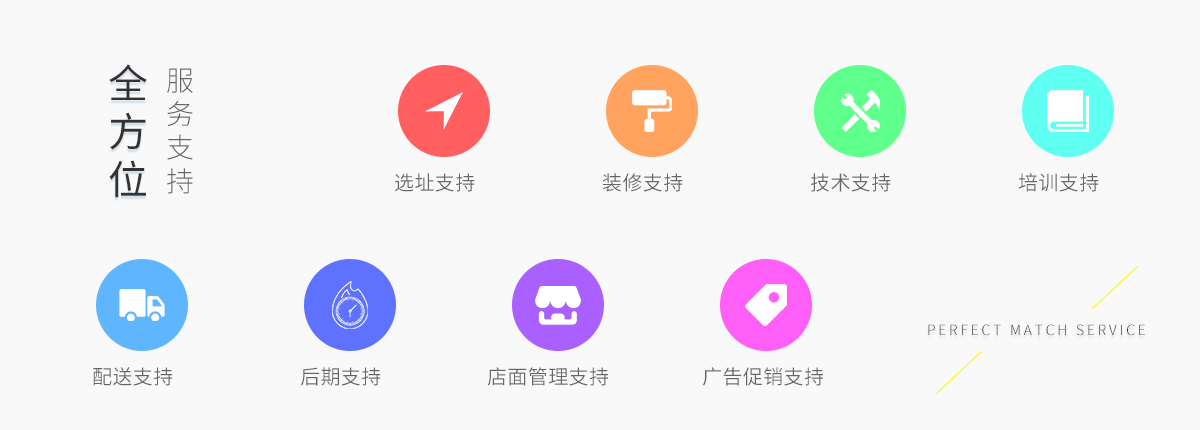 全方位
服务支持
选址支持
装修支持
技术支持
培训支持
配送支持
后期支持
店面管理支持
广告促销支持
PERFECT MATCH SERVICE